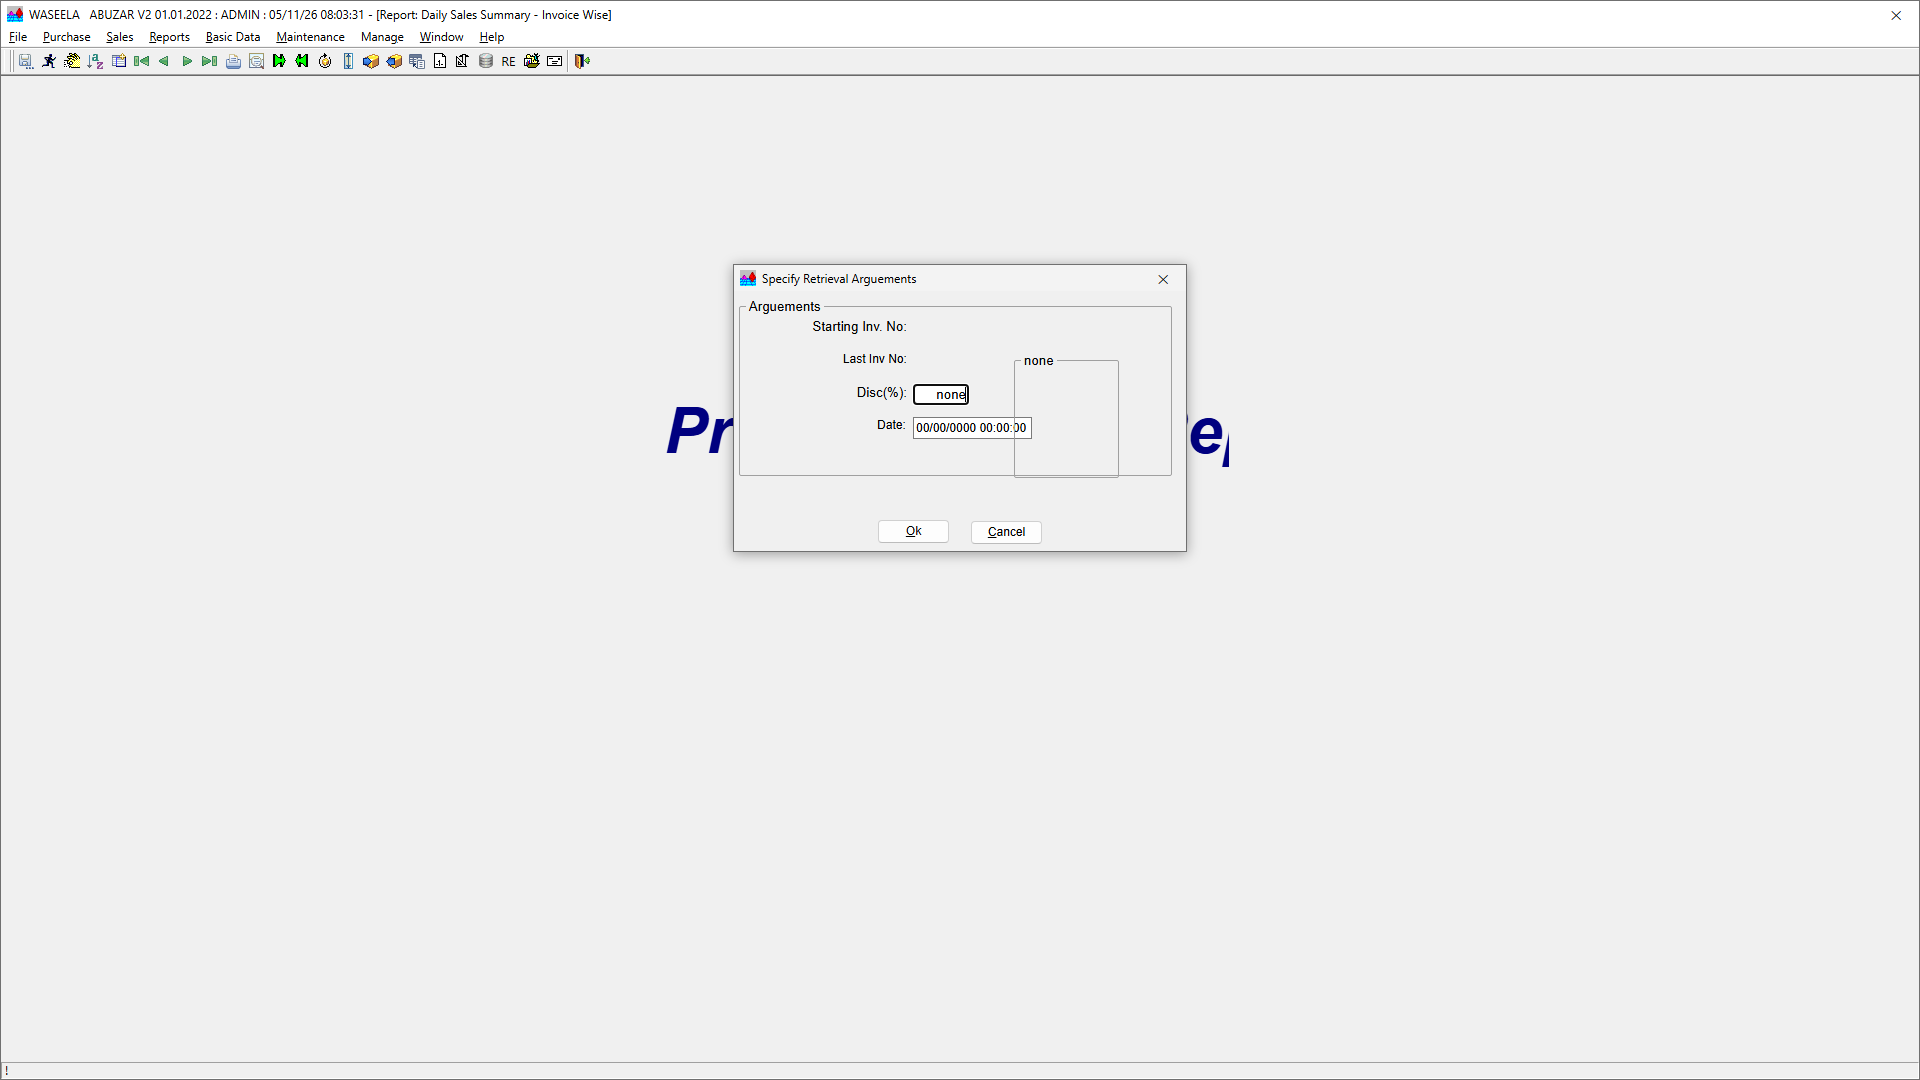 WASEELA   ABUZAR V2 01.01.2022 : ADMIN : 05/11/26 08:03:31 - [Report: Daily Sales Summary - Invoice Wise]
File Purchase Sales Reports Basic Data Maintenance Manage Window Help
RE
Specify Retrieval Arguements
Arguements
Starting Inv. No:
Last Inv No:
none
Disc(%): none
Date: 00/00/0000 00:00:00
Pr
Ok Cancel
!